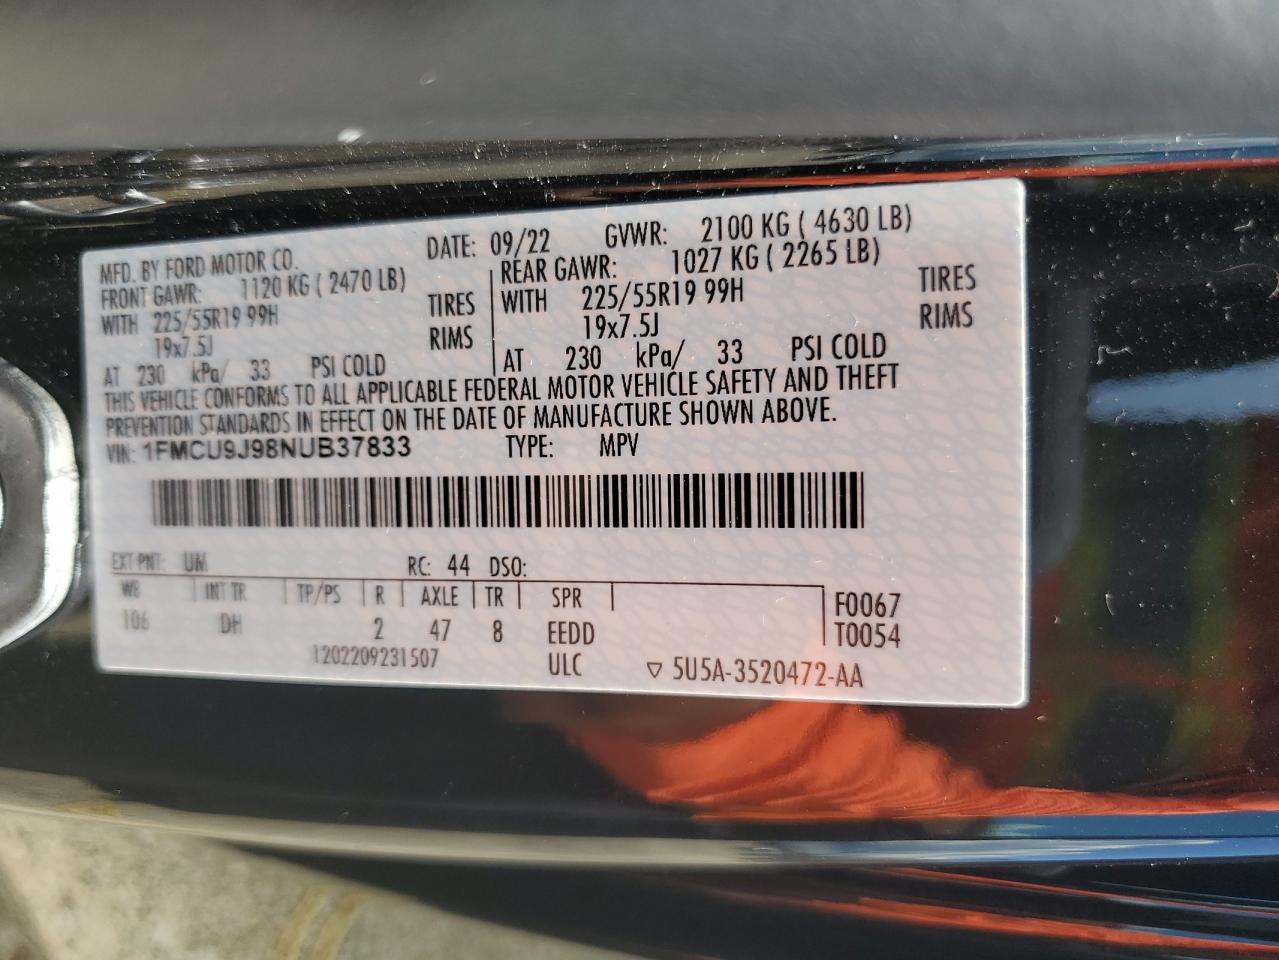 MFD. BY FORD MOTOR CO. DATE: 09/22 GVWR: 2100 KG ( 4630 LB)
FRONT GAWR: 1120 KG ( 2470 LB) REAR GAWR: 1027 KG ( 2265 LB)
WITH 225/55R19 99H TIRES WITH 225/55R19 99H TIRES
19x7.5J RIMS 19x7.5J RIMS
AT 230 kPa/ 33 PSI COLD AT 230 kPa/ 33 PSI COLD
THIS VEHICLE CONFORMS TO ALL APPLICABLE FEDERAL MOTOR VEHICLE SAFETY AND THEFT
PREVENTION STANDARDS IN EFFECT ON THE DATE OF MANUFACTURE SHOWN ABOVE.
VIN: 1FMCU9J98NUB37833 TYPE: MPV
EXT PNT: UM RC: 44 DSO:
WB INT TR TP/PS R AXLE TR SPR F0067
106 DH 2 47 8 EEDD T0054
1202209231507 ULC ▽ 5U5A-3520472-AA